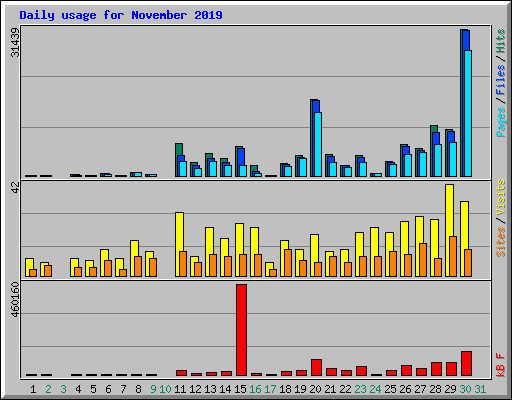 Daily usage for November 2019
31439
Pages / Files / Hits
42
Sites / Visits
460160
kB F
1 2 3 4 5 6 7 8 9 10 11 12 13 14 15 16 17 18 19 20 21 22 23 24 25 26 27 28 29 30 31